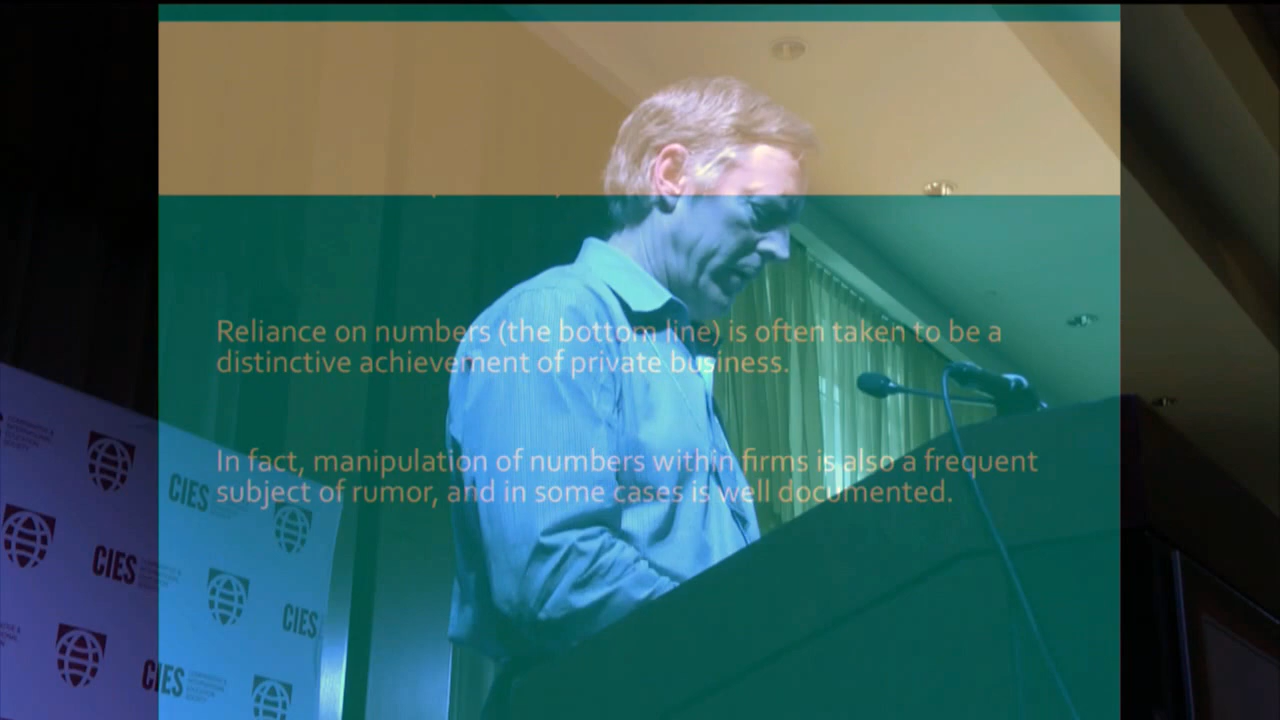 Reliance on numbers (the bottom line) is often taken to be a
distinctive achievement of private business.
In fact, manipulation of numbers within firms is also a frequent
subject of rumor, and in some cases is well documented.
CIES
CIES
CIES
CIES